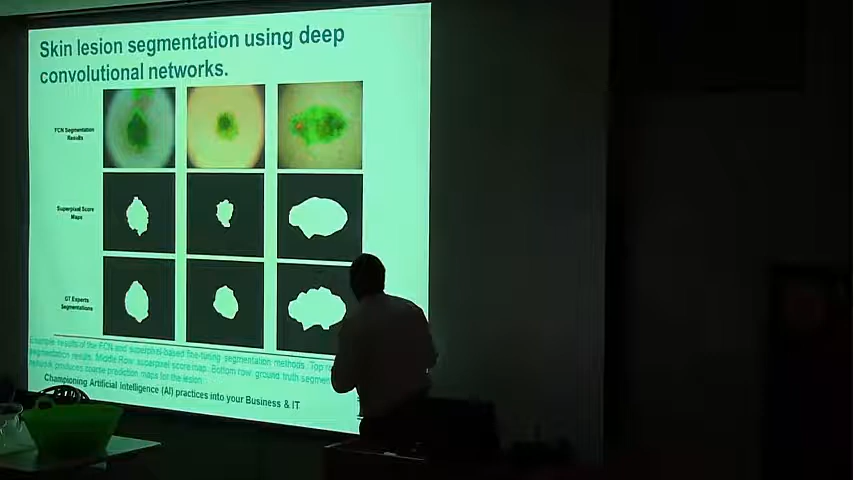 Skin lesion segmentation using deep
convolutional networks.
FCN Segmentation
Results
Superpixel Score
Maps
GT Experts
Segmentations
Example results of the FCN and superpixel-based fine-tuning segmentation methods. Top
segmentation results. Middle Row: superpixel score map. Bottom row: ground truth
network produces coarse prediction maps for the lesion.
Championing Artificial Intelligence (AI) practices into your Business & IT